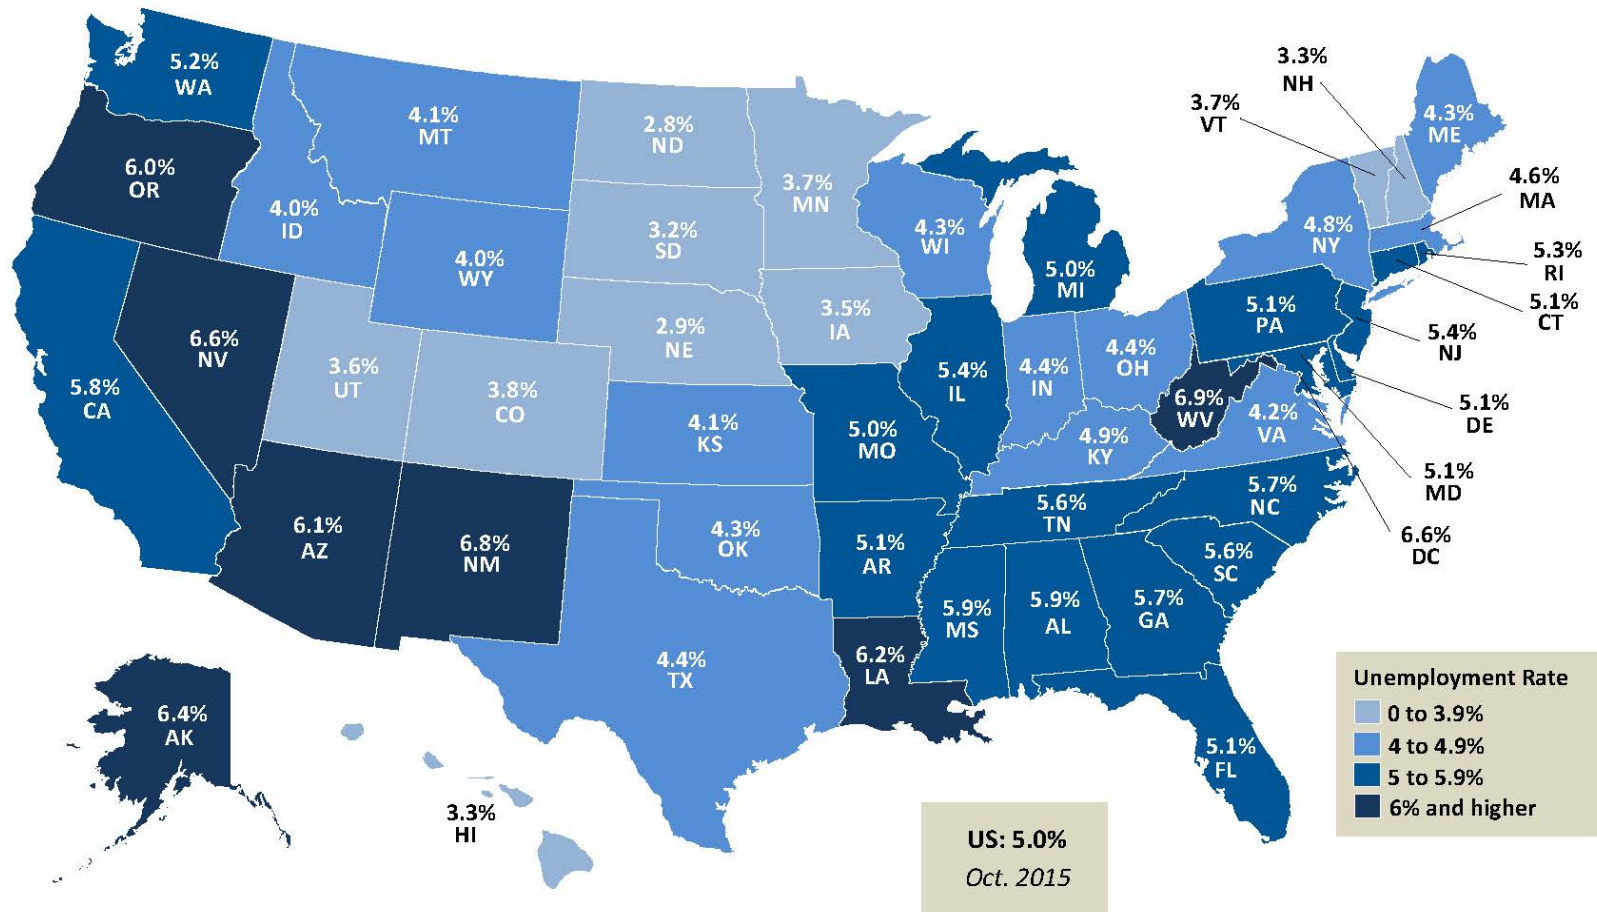 5.2%
WA
6.0%
OR
5.8%
CA
6.6%
NV
4.0%
ID
4.1%
MT
4.0%
WY
3.6%
UT
3.8%
CO
6.1%
AZ
6.8%
NM
2.8%
ND
3.2%
SD
2.9%
NE
4.1%
KS
4.3%
OK
4.4%
TX
3.7%
MN
3.5%
IA
5.0%
MO
5.1%
AR
6.2%
LA
4.3%
WI
5.4%
IL
5.0%
MI
4.4%
IN
4.4%
OH
4.9%
KY
5.6%
TN
5.9%
MS
5.9%
AL
5.7%
GA
5.1%
FL
5.6%
SC
5.7%
NC
4.2%
VA
6.9%
WV
5.1%
PA
4.8%
NY
3.7%
VT
3.3%
NH
4.3%
ME
4.6%
MA
5.3%
RI
5.1%
CT
5.4%
NJ
5.1%
DE
5.1%
MD
6.6%
DC
6.4%
AK
3.3%
HI
US: 5.0%
Oct. 2015
Unemployment Rate
0 to 3.9%
4 to 4.9%
5 to 5.9%
6% and higher